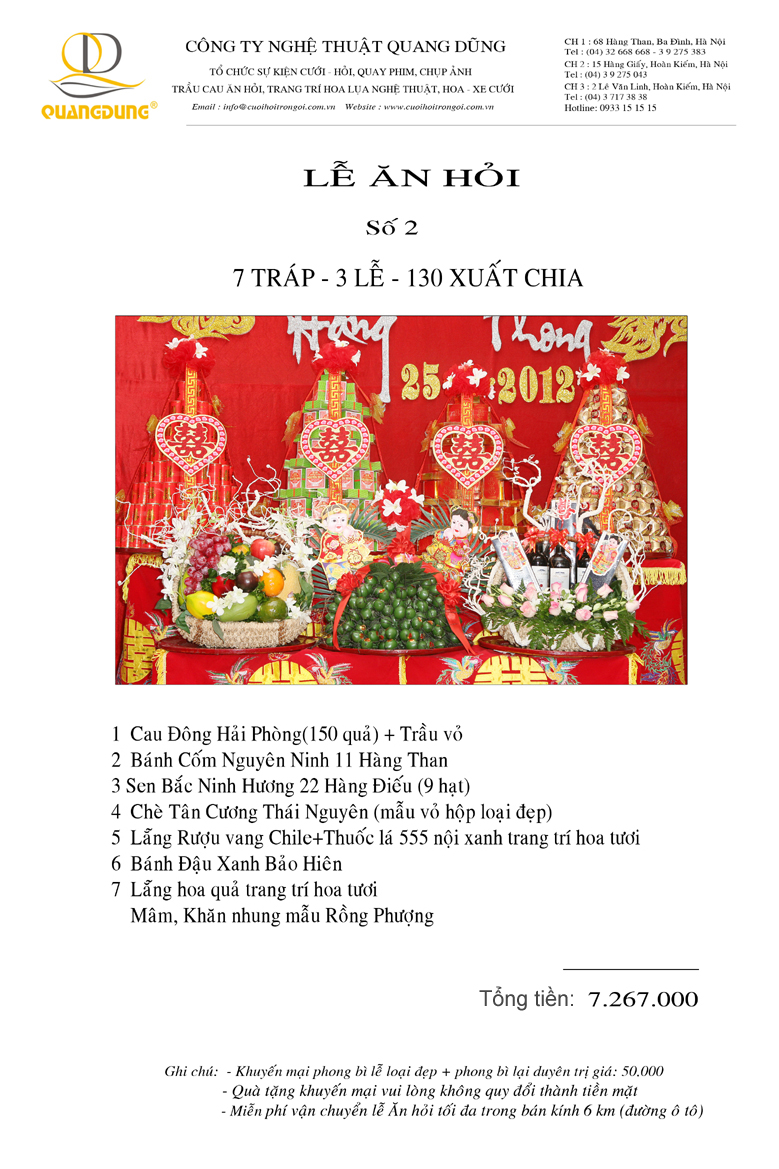 QD
QUANGDUNG®
CÔNG TY NGHỆ THUẬT QUANG DŨNG
TỔ CHỨC SỰ KIỆN CƯỚI - HỎI, QUAY PHIM, CHỤP ẢNH
TRẦU CAU ĂN HỎI, TRANG TRÍ HOA LỤA NGHỆ THUẬT, HOA - XE CƯỚI
Email : info@cuoihoitrongoi.com.vn Website : www.cuoihoitrongoi.com.vn
CH 1 : 68 Hàng Than, Ba Đình, Hà Nội
Tel : (04) 32 668 668 - 3 9 275 383
CH 2 : 15 Hàng Giấy, Hoàn Kiếm, Hà Nội
Tel : (04) 3 9 275 043
CH 3 : 2 Lê Văn Linh, Hoàn Kiếm, Hà Nội
Tel : (04) 3 717 38 38
Hotline: 0933 15 15 15
LỄ ĂN HỎI
Số 2
7 TRÁP - 3 LỄ - 130 XUẤT CHIA
Hằng Thong
25 2012
囍 囍 囍 囍
1 Cau Đông Hải Phòng(150 quả) + Trầu vỏ
2 Bánh Cốm Nguyên Ninh 11 Hàng Than
3 Sen Bắc Ninh Hương 22 Hàng Điếu (9 hạt)
4 Chè Tân Cương Thái Nguyên (mẫu vỏ hộp loại đẹp)
5 Lẵng Rượu vang Chile+Thuốc lá 555 nội xanh trang trí hoa tươi
6 Bánh Đậu Xanh Bảo Hiên
7 Lẵng hoa quả trang trí hoa tươi
Mâm, Khăn nhung mẫu Rồng Phượng
Tổng tiền: 7.267.000
Ghi chú: - Khuyến mại phong bì lễ loại đẹp + phong bì lại duyên trị giá: 50,000
- Quà tặng khuyến mại vui lòng không quy đổi thành tiền mặt
- Miễn phí vận chuyển lễ Ăn hỏi tối đa trong bán kính 6 km (đường ô tô)